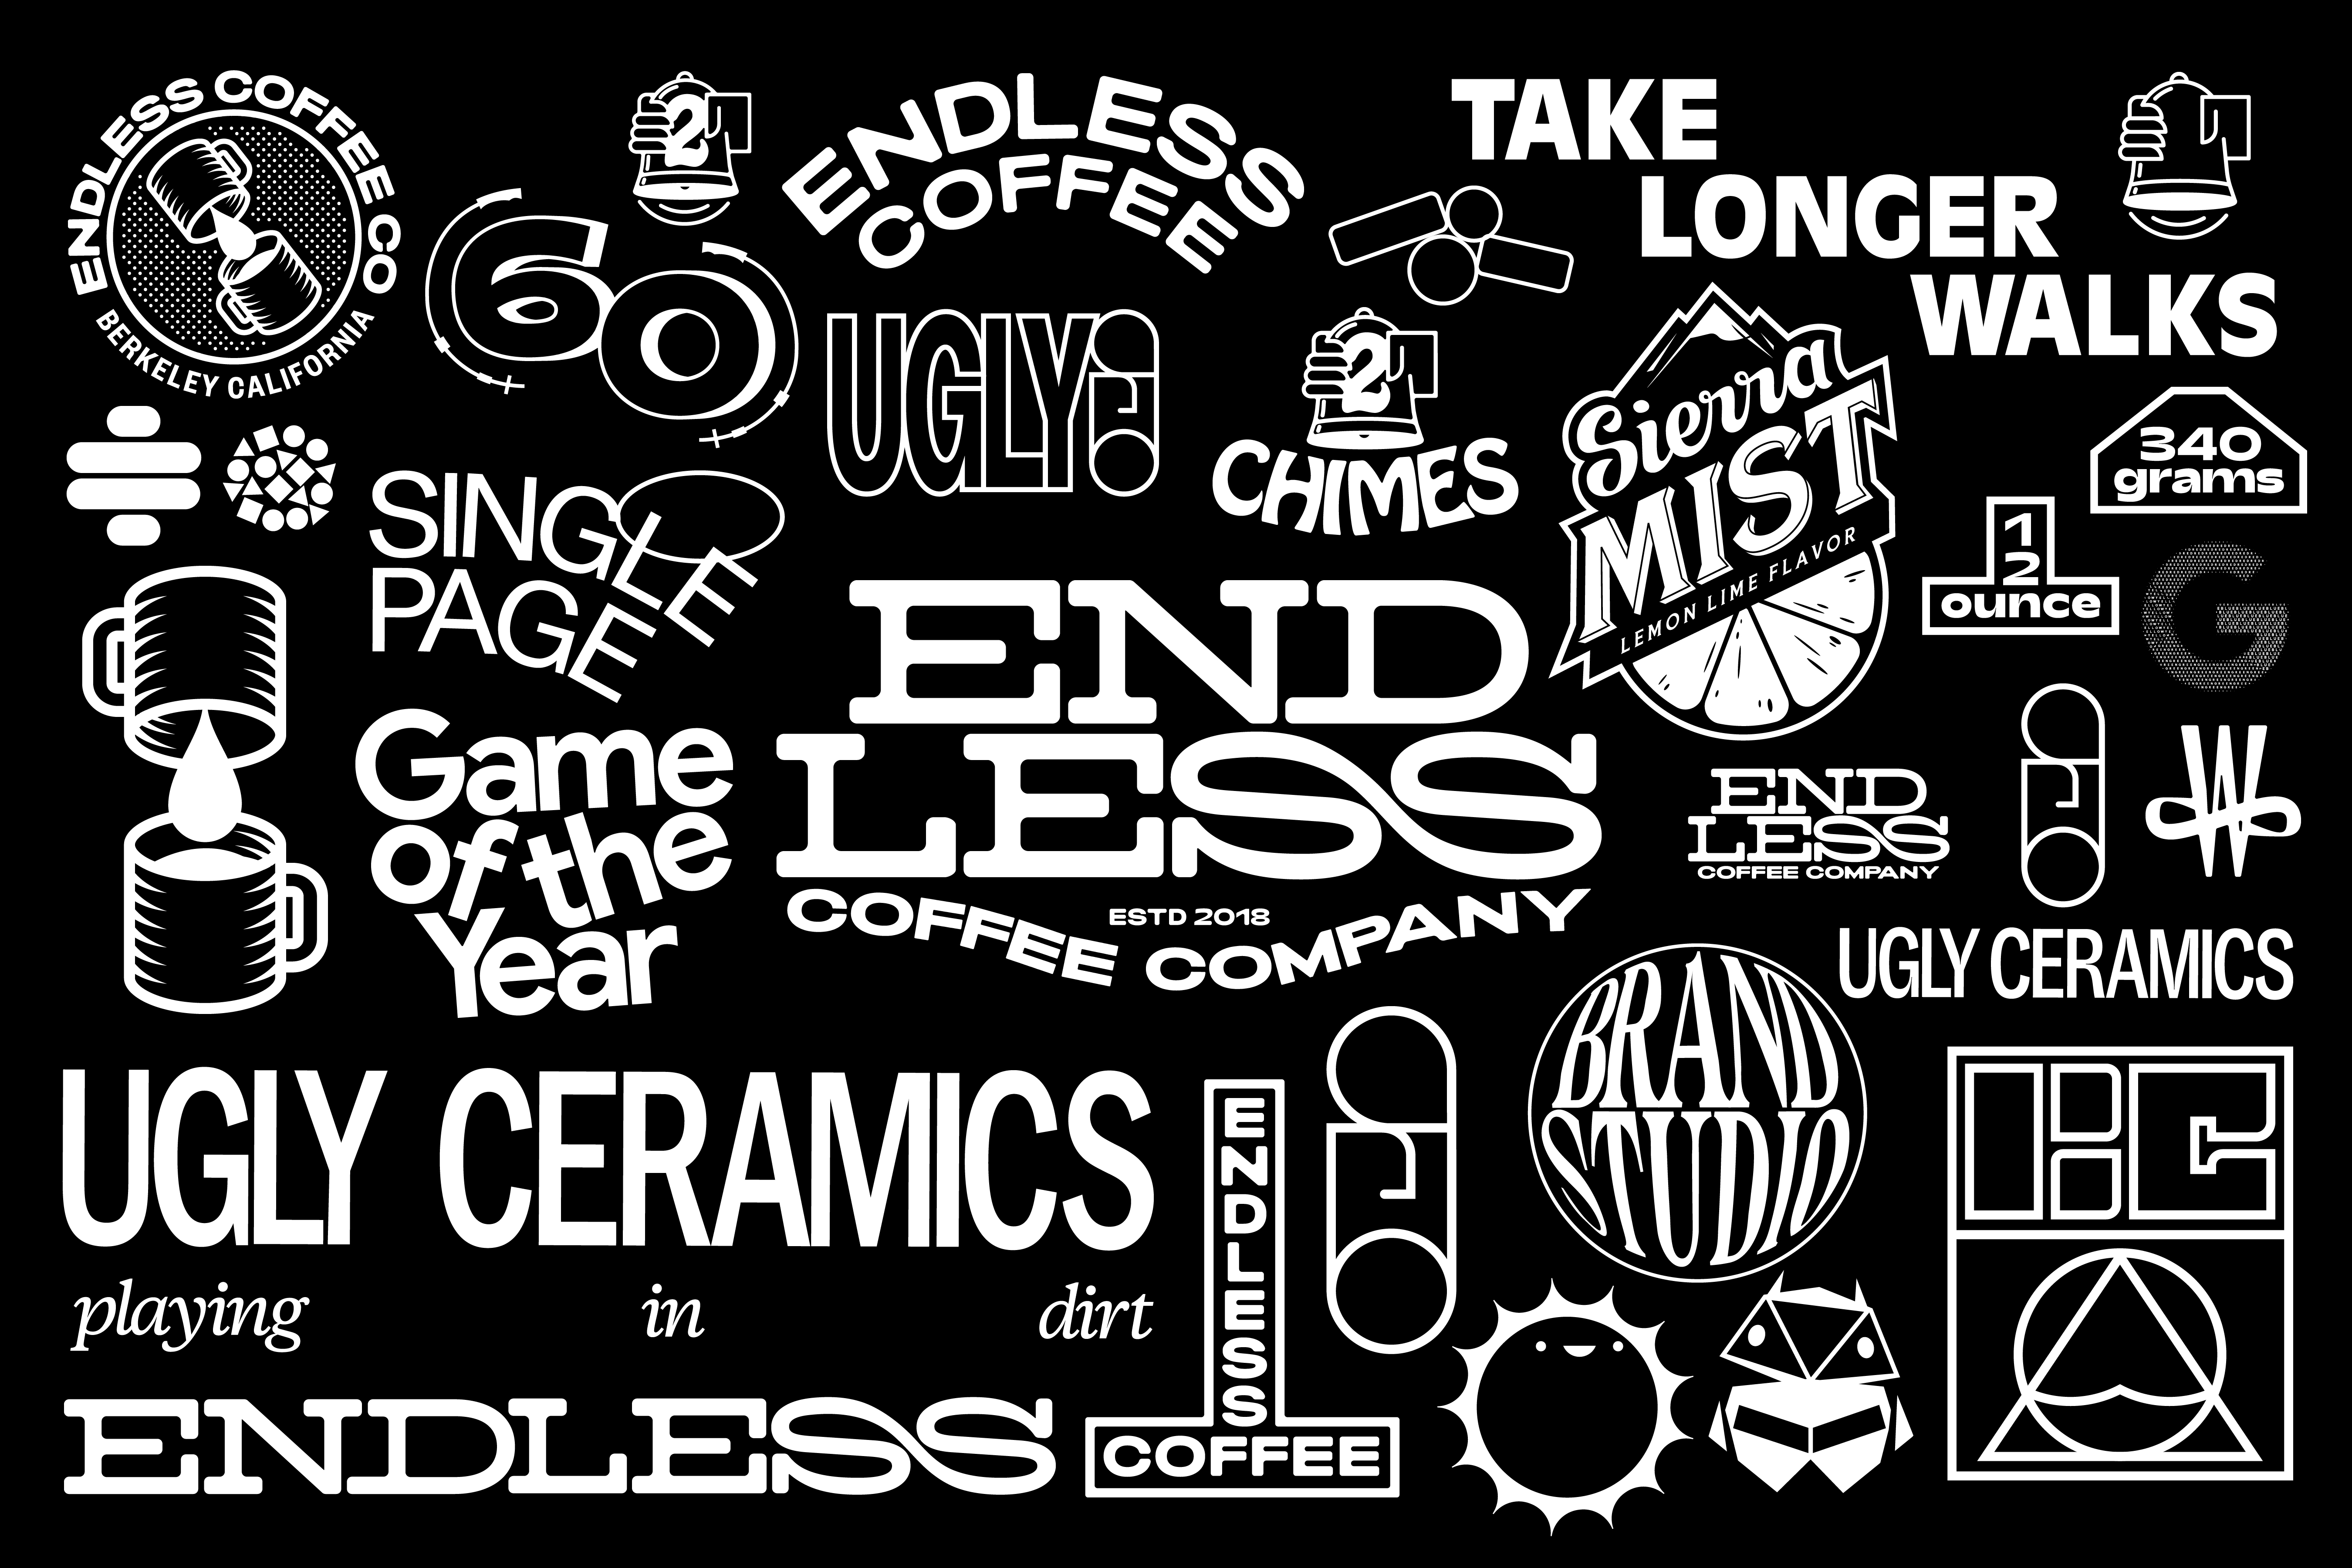 ENDLESS COFFEE CO
BERKELEY CALIFORNIA
2
60
ENDLESS
COFFEE
TAKE
LONGER
WALKS
UGLY
2
CHIMES
Sierra
MIST
LEMON LIME FLAVOR
340
grams
1
2
ounce
G
SINGLE
PAGE
Game
of the
Year
END
LESS
ESTD 2018
COFFEE COMPANY
END
LESS
COFFEE COMPANY
UGLY CERAMICS
BRAND
STUDIO
UGLY CERAMICS
playing in dirt
ENDLESS
ENDLESS
COFFEE